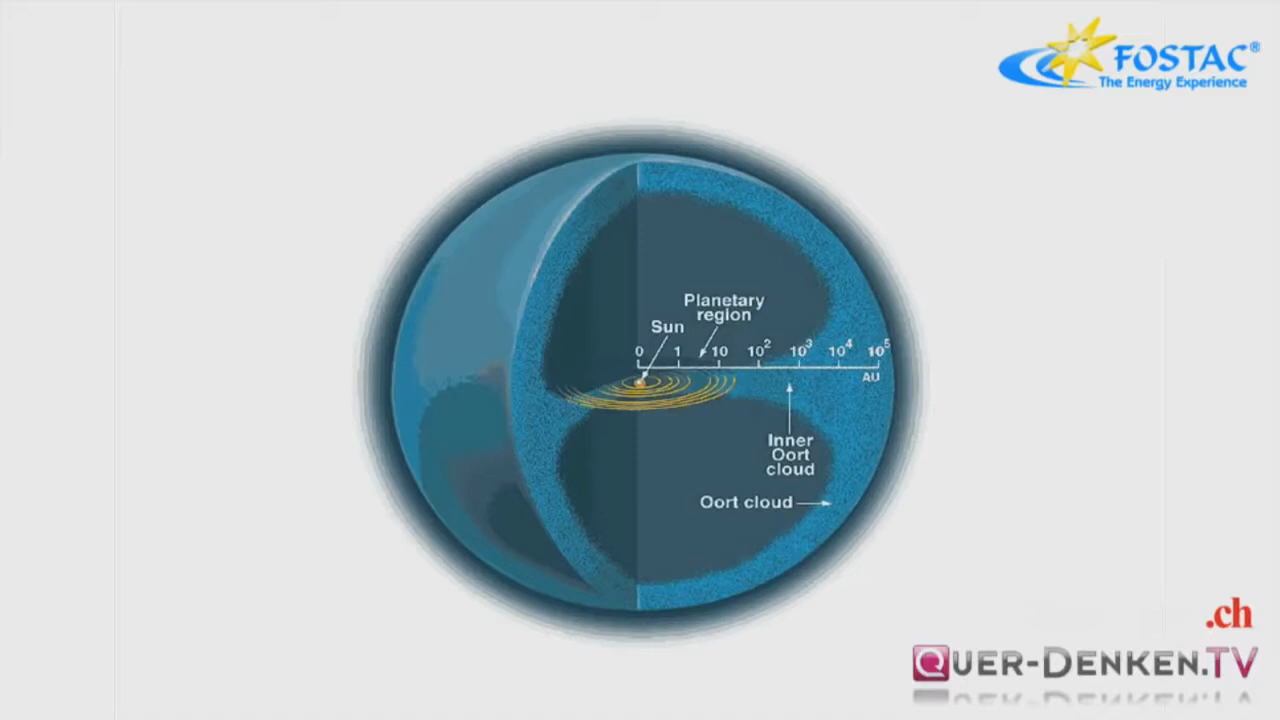 FOSTAC®
The Energy Experience
Planetary
region
Sun
0 1 10 10² 10³ 10⁴ 10⁵
AU
Inner
Oort
cloud
Oort cloud
.ch
QUER-DENKEN.TV